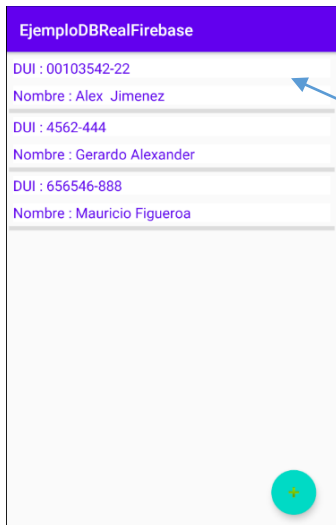 EjemploDBRealFirebase
DUI : 00103542-22
Nombre : Alex  Jimenez
DUI : 4562-444
Nombre : Gerardo Alexander
DUI : 656546-888
Nombre : Mauricio Figueroa
+